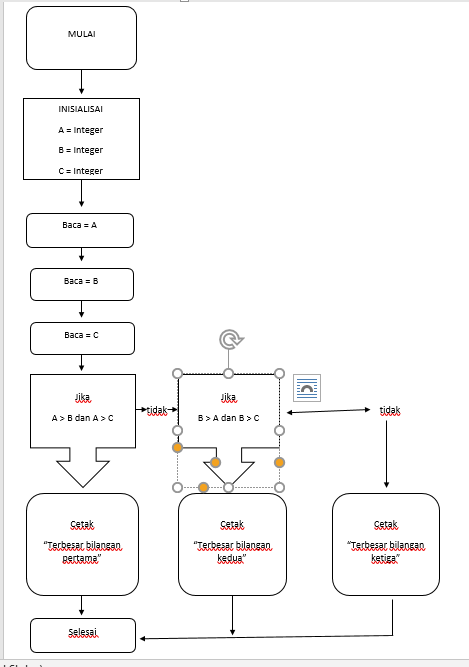 MULAI
INISIALISAI
A = Integer
B = Integer
C = Integer
Baca = A
Baca = B
Baca = C
Jika
A > B dan A > C
tidak
Jika
B > A dan B > C
tidak
Cetak
“Terbesar bilangan
pertama”
Cetak
“Terbesar bilangan
kedua”
Cetak
“Terbesar bilangan
ketiga”
Selesai